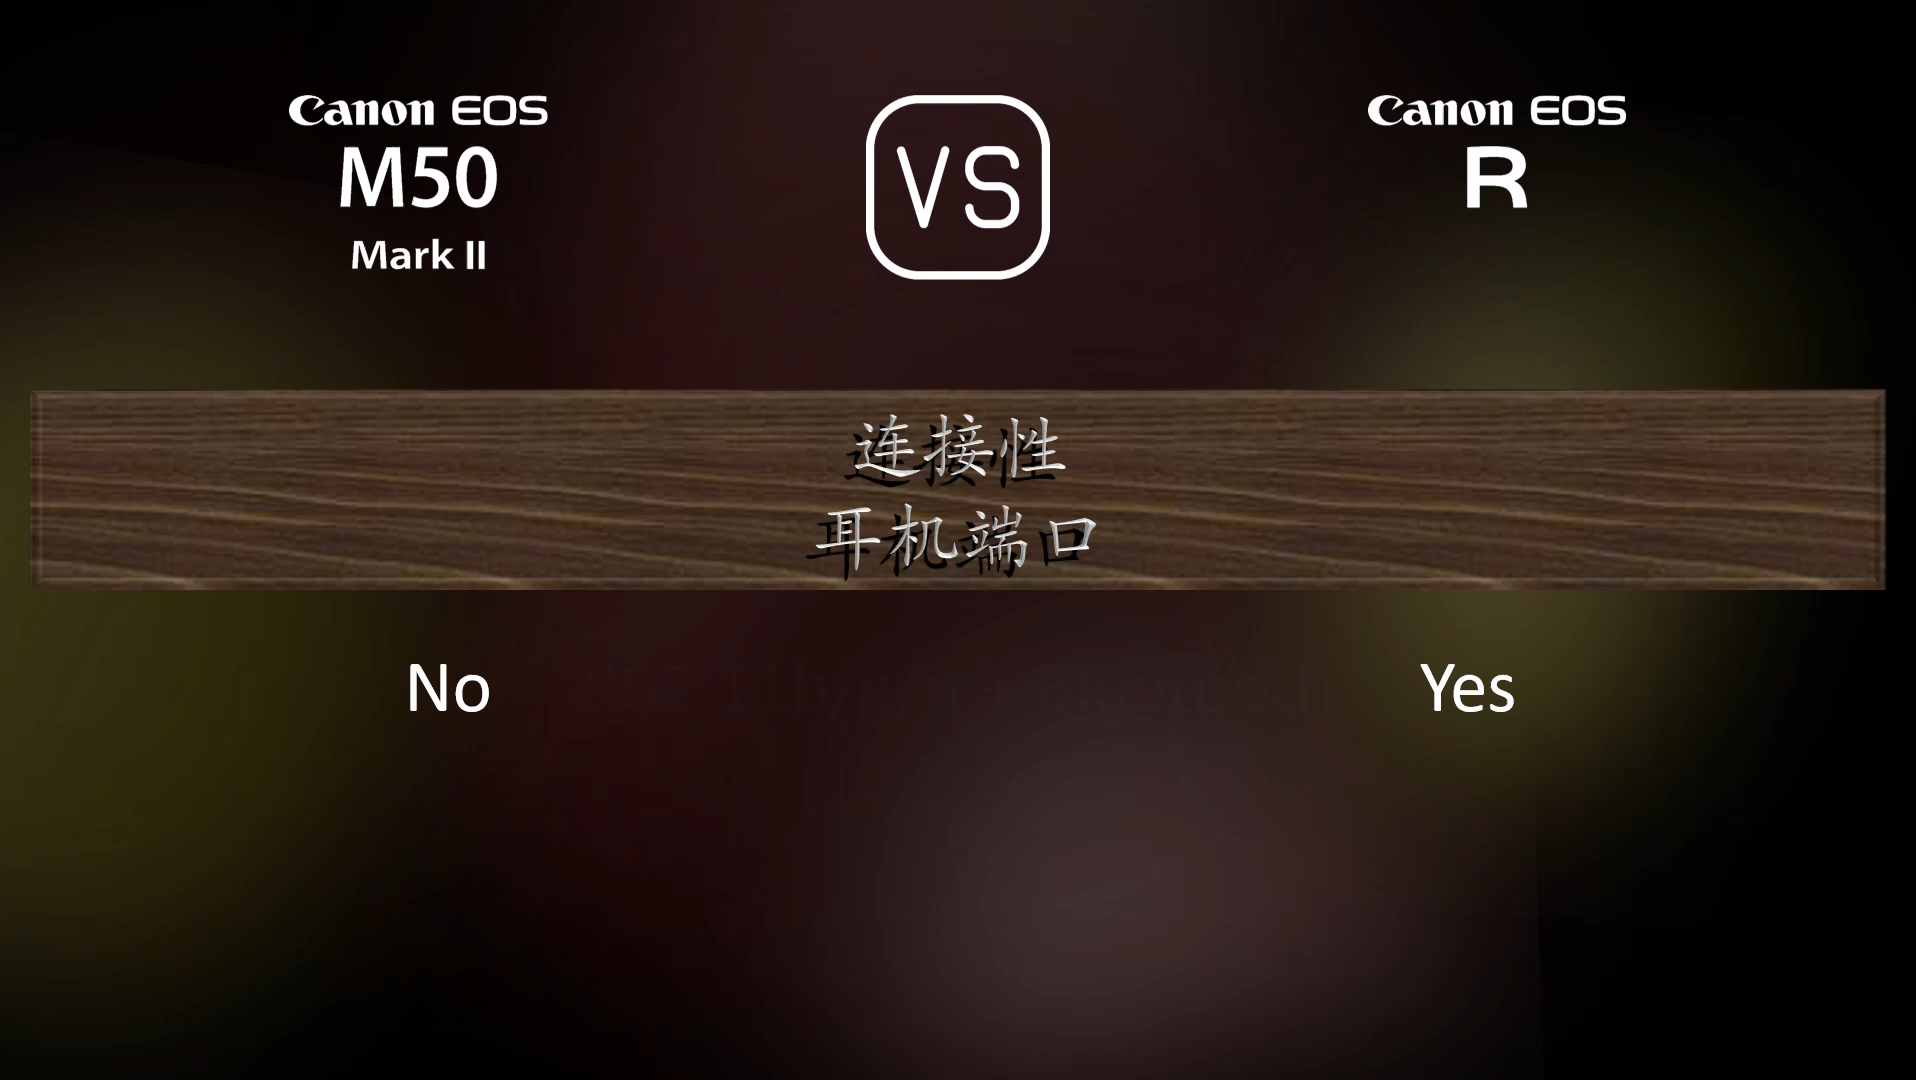 Canon EOS
M50
Mark II
VS
Canon EOS
R
连接性
耳机端口
No
Yes